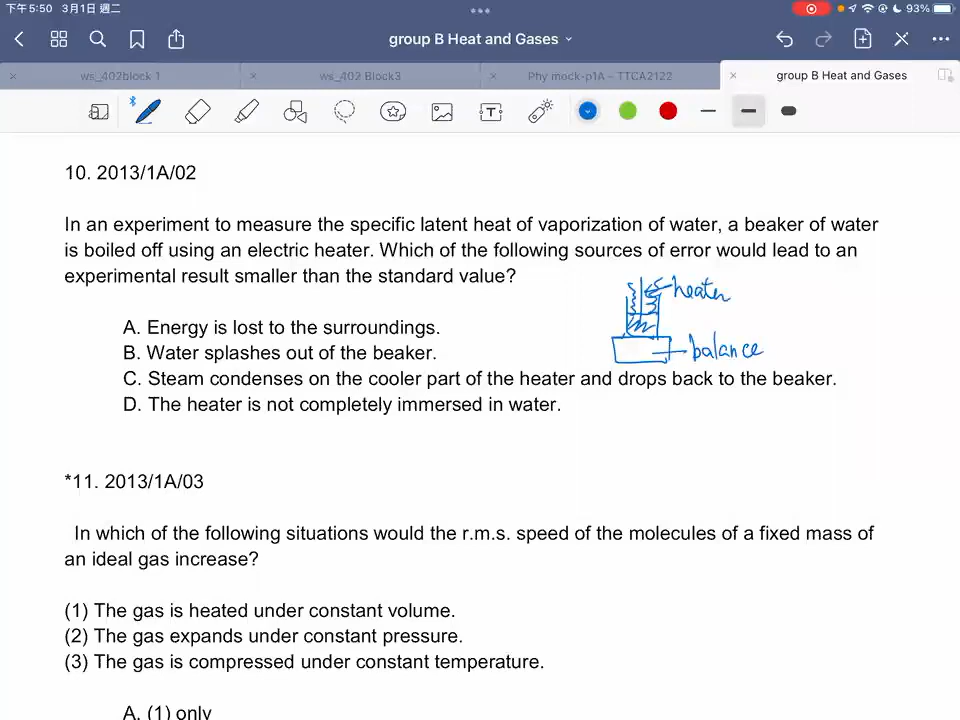 下午5:50 3月1日 週二
93%
group B Heat and Gases
ws_402block 1
ws_402 Block3
Phy mock-p1A – TTCA2122
group B Heat and Gases
10. 2013/1A/02
In an experiment to measure the specific latent heat of vaporization of water, a beaker of water
is boiled off using an electric heater. Which of the following sources of error would lead to an
experimental result smaller than the standard value?
heater
A. Energy is lost to the surroundings.
B. Water splashes out of the beaker.
balance
C. Steam condenses on the cooler part of the heater and drops back to the beaker.
D. The heater is not completely immersed in water.
*11. 2013/1A/03
In which of the following situations would the r.m.s. speed of the molecules of a fixed mass of
an ideal gas increase?
(1) The gas is heated under constant volume.
(2) The gas expands under constant pressure.
(3) The gas is compressed under constant temperature.
A. (1) only